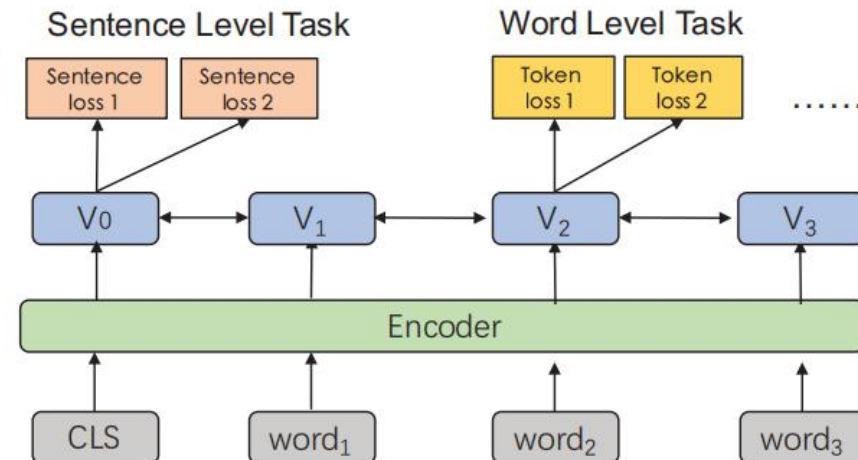 Sentence Level Task
Word Level Task
Sentence
loss 1
Sentence
loss 2
Token
loss 1
Token
loss 2
......
V0
V₁
V₂
V₃
Encoder
CLS
word₁
word₂
word₃